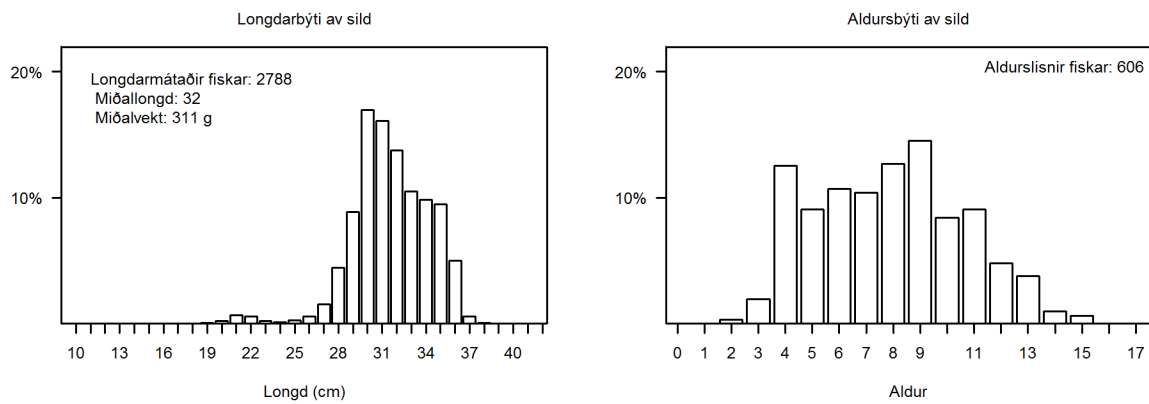 Longdarbýti av sild
20%
10%
Longdarmátaðir fiskar: 2788
Miðallongd: 32
Miðalvekt: 311 g
10 13 16 19 22 25 28 31 34 37 40
Longd (cm)
Aldursbýti av sild
20%
10%
Aldurslisnir fiskar: 606
0 1 2 3 4 5 6 7 8 9 11 13 15 17
Aldur